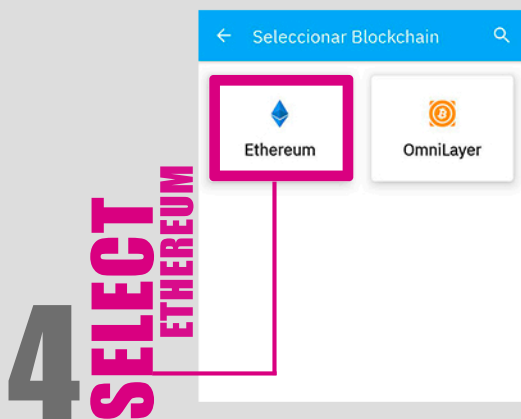 Seleccionar Blockchain
Ethereum
OmniLayer
4
SELECT
ETHEREUM